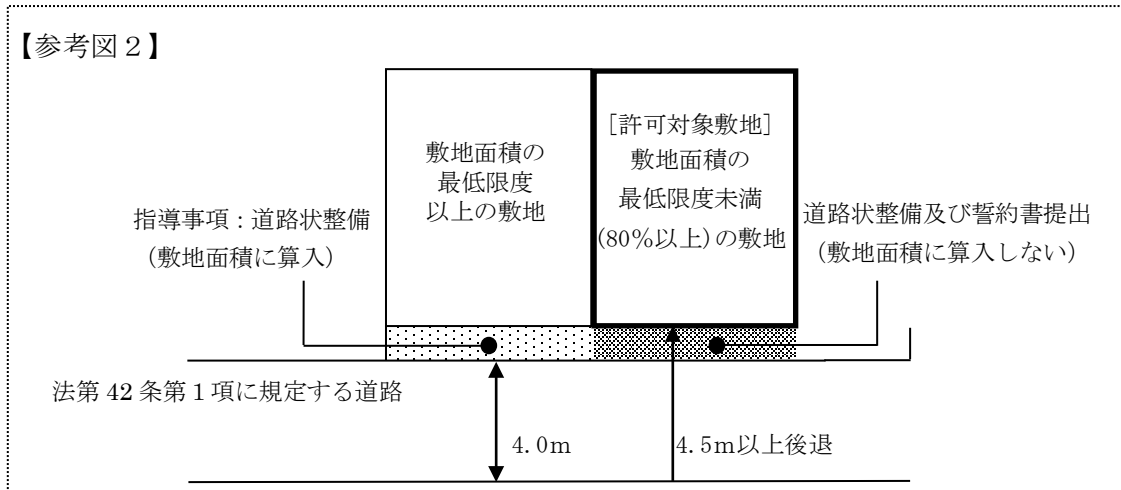 【参考図２】
敷地面積の
最低限度
以上の敷地
［許可対象敷地］
敷地面積の
最低限度未満
(80％以上)の敷地
指導事項：道路状整備
（敷地面積に算入）
道路状整備及び誓約書提出
（敷地面積に算入しない）
法第 42 条第１項に規定する道路
4.0ｍ
4.5ｍ以上後退